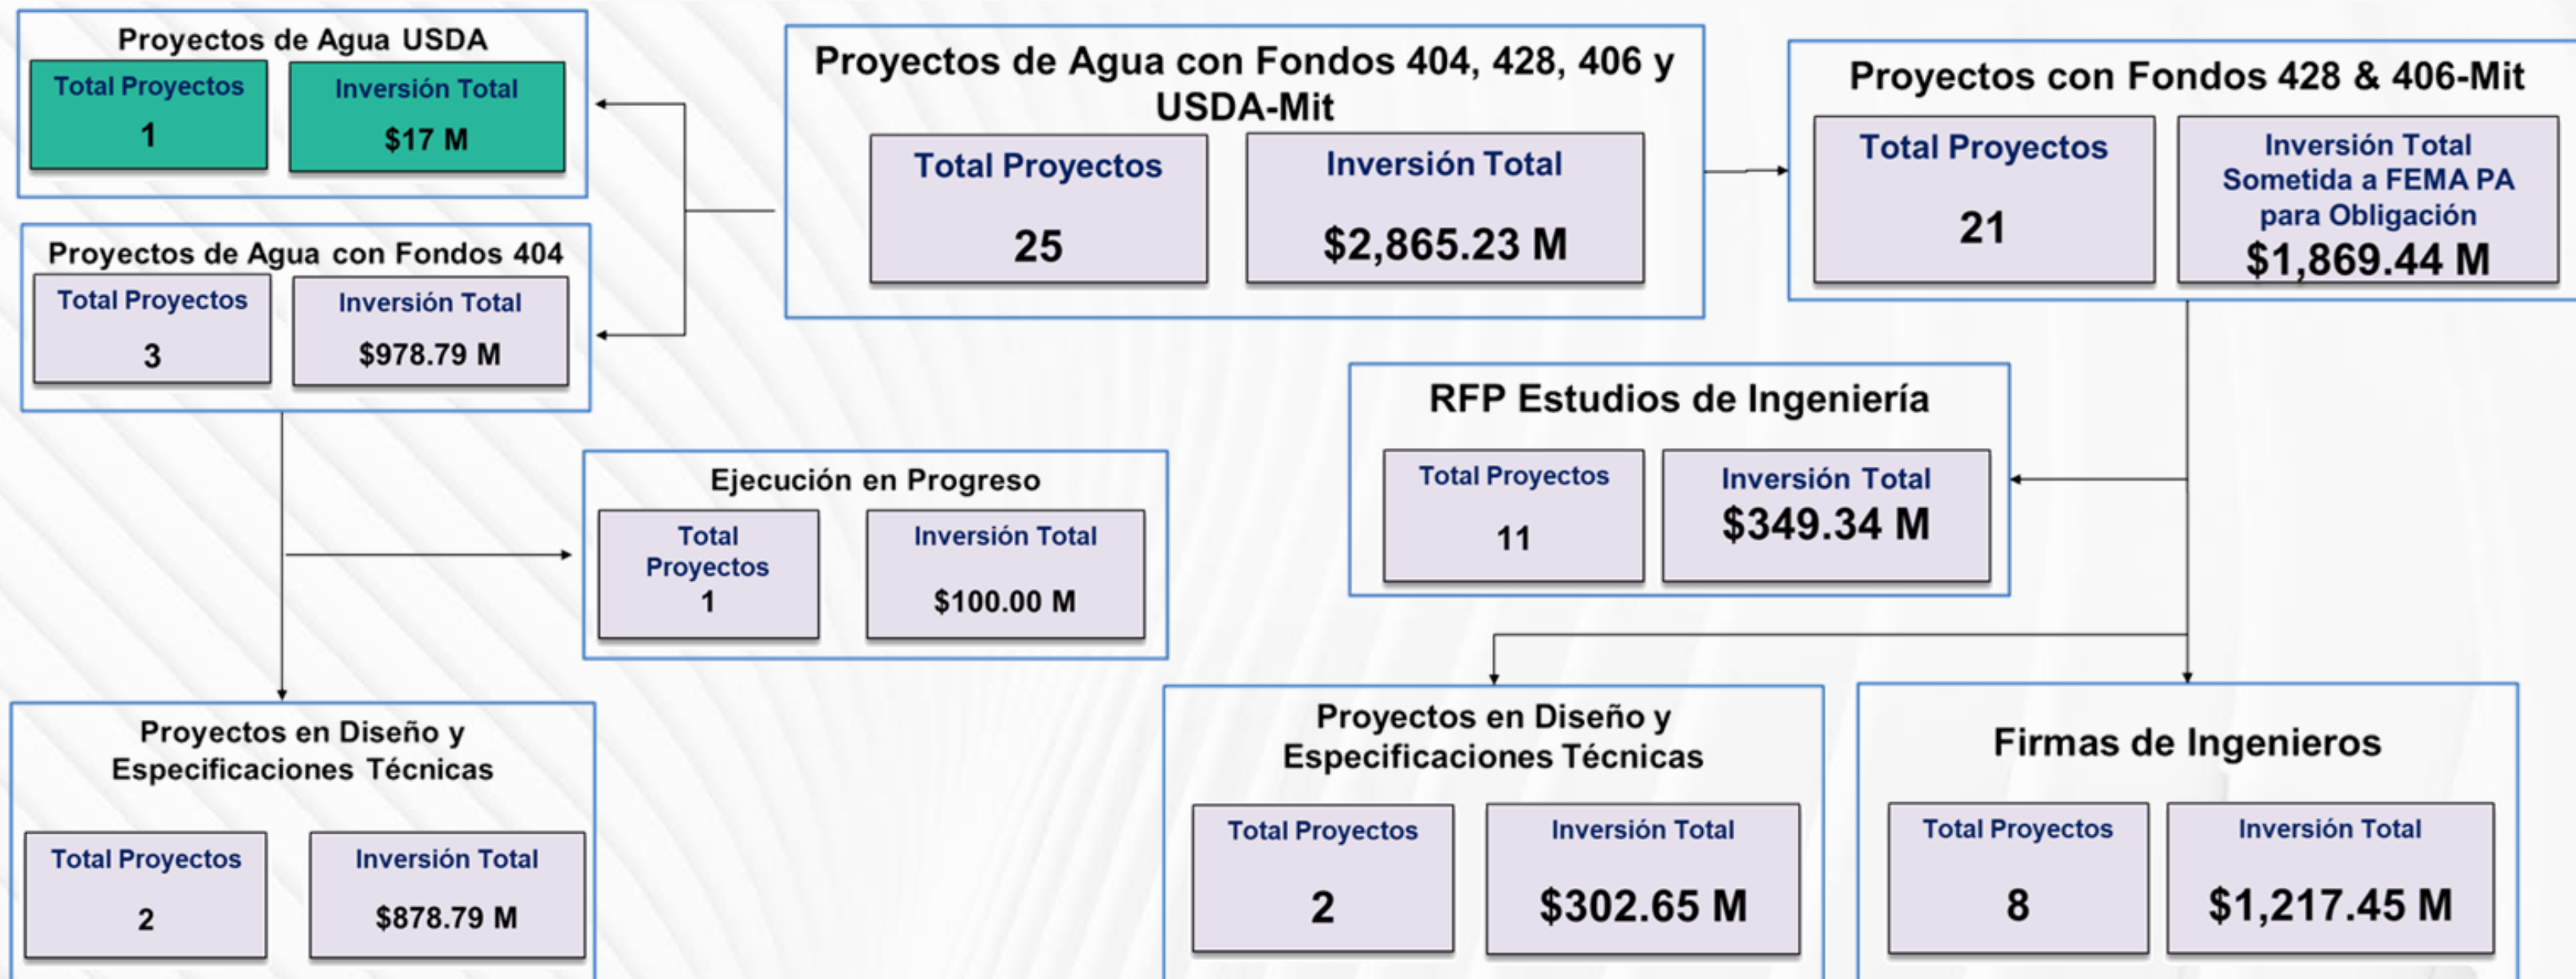 Proyectos de Agua USDA
Total Proyectos
1
Inversión Total
$17 M
Proyectos de Agua con Fondos 404
Total Proyectos
3
Inversión Total
$978.79 M
Proyectos de Agua con Fondos 404, 428, 406 y
USDA-Mit
Total Proyectos
25
Inversión Total
$2,865.23 M
Proyectos con Fondos 428 & 406-Mit
Total Proyectos
21
Inversión Total
Sometida a FEMA PA
para Obligación
$1,869.44 M
RFP Estudios de Ingeniería
Total Proyectos
11
Inversión Total
$349.34 M
Ejecución en Progreso
Total
Proyectos
1
Inversión Total
$100.00 M
Proyectos en Diseño y
Especificaciones Técnicas
Total Proyectos
2
Inversión Total
$878.79 M
Proyectos en Diseño y
Especificaciones Técnicas
Total Proyectos
2
Inversión Total
$302.65 M
Firmas de Ingenieros
Total Proyectos
8
Inversión Total
$1,217.45 M